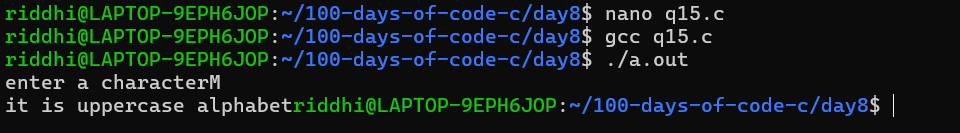 riddhi@LAPTOP-9EPH6JOP:~/100-days-of-code-c/day8$ nano q15.c
riddhi@LAPTOP-9EPH6JOP:~/100-days-of-code-c/day8$ gcc q15.c
riddhi@LAPTOP-9EPH6JOP:~/100-days-of-code-c/day8$ ./a.out
enter a characterM
it is uppercase alphabetriddhi@LAPTOP-9EPH6JOP:~/100-days-of-code-c/day8$